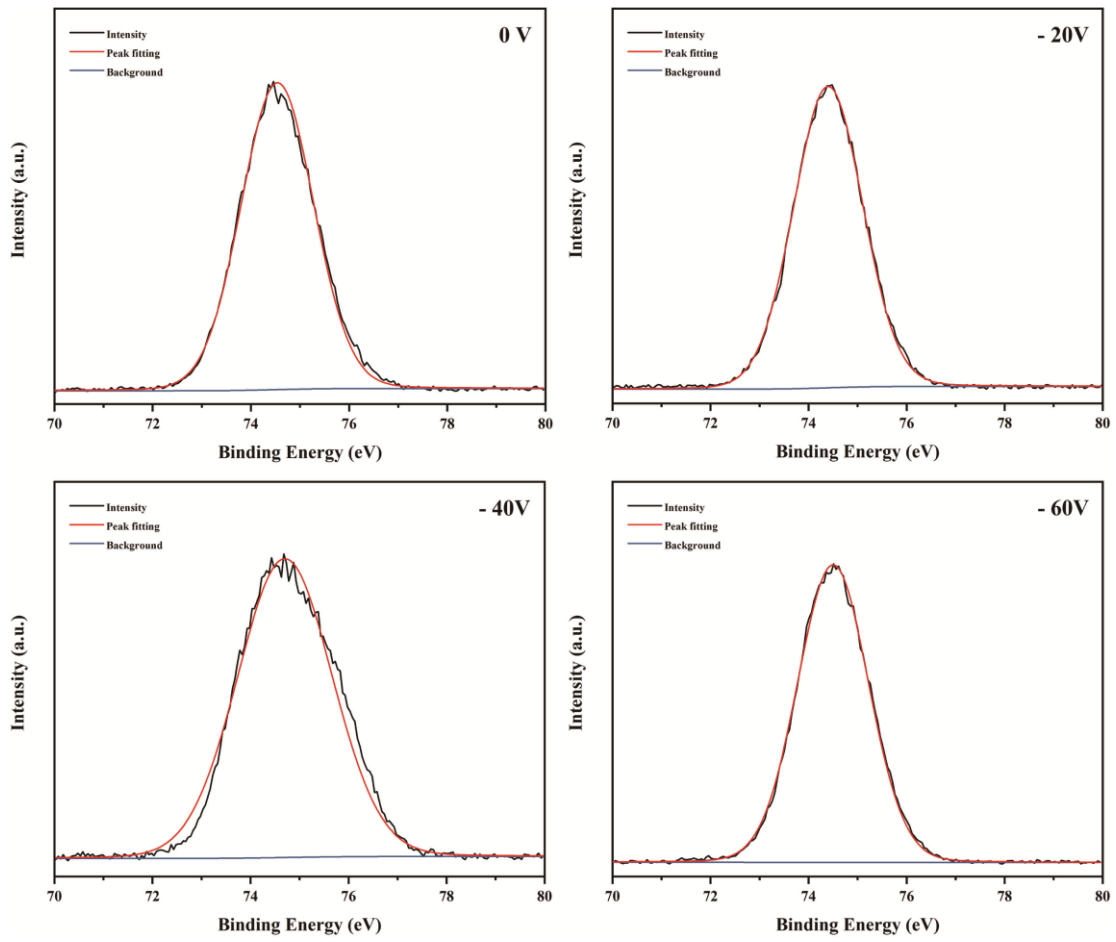 0 V
Intensity
Peak fitting
Background
Intensity (a.u.)
70 72 74 76 78 80
Binding Energy (eV)
- 20V
Intensity
Peak fitting
Background
Intensity (a.u.)
70 72 74 76 78 80
Binding Energy (eV)
- 40V
Intensity
Peak fitting
Background
Intensity (a.u.)
70 72 74 76 78 80
Binding Energy (eV)
- 60V
Intensity
Peak fitting
Background
Intensity (a.u.)
70 72 74 76 78 80
Binding Energy (eV)